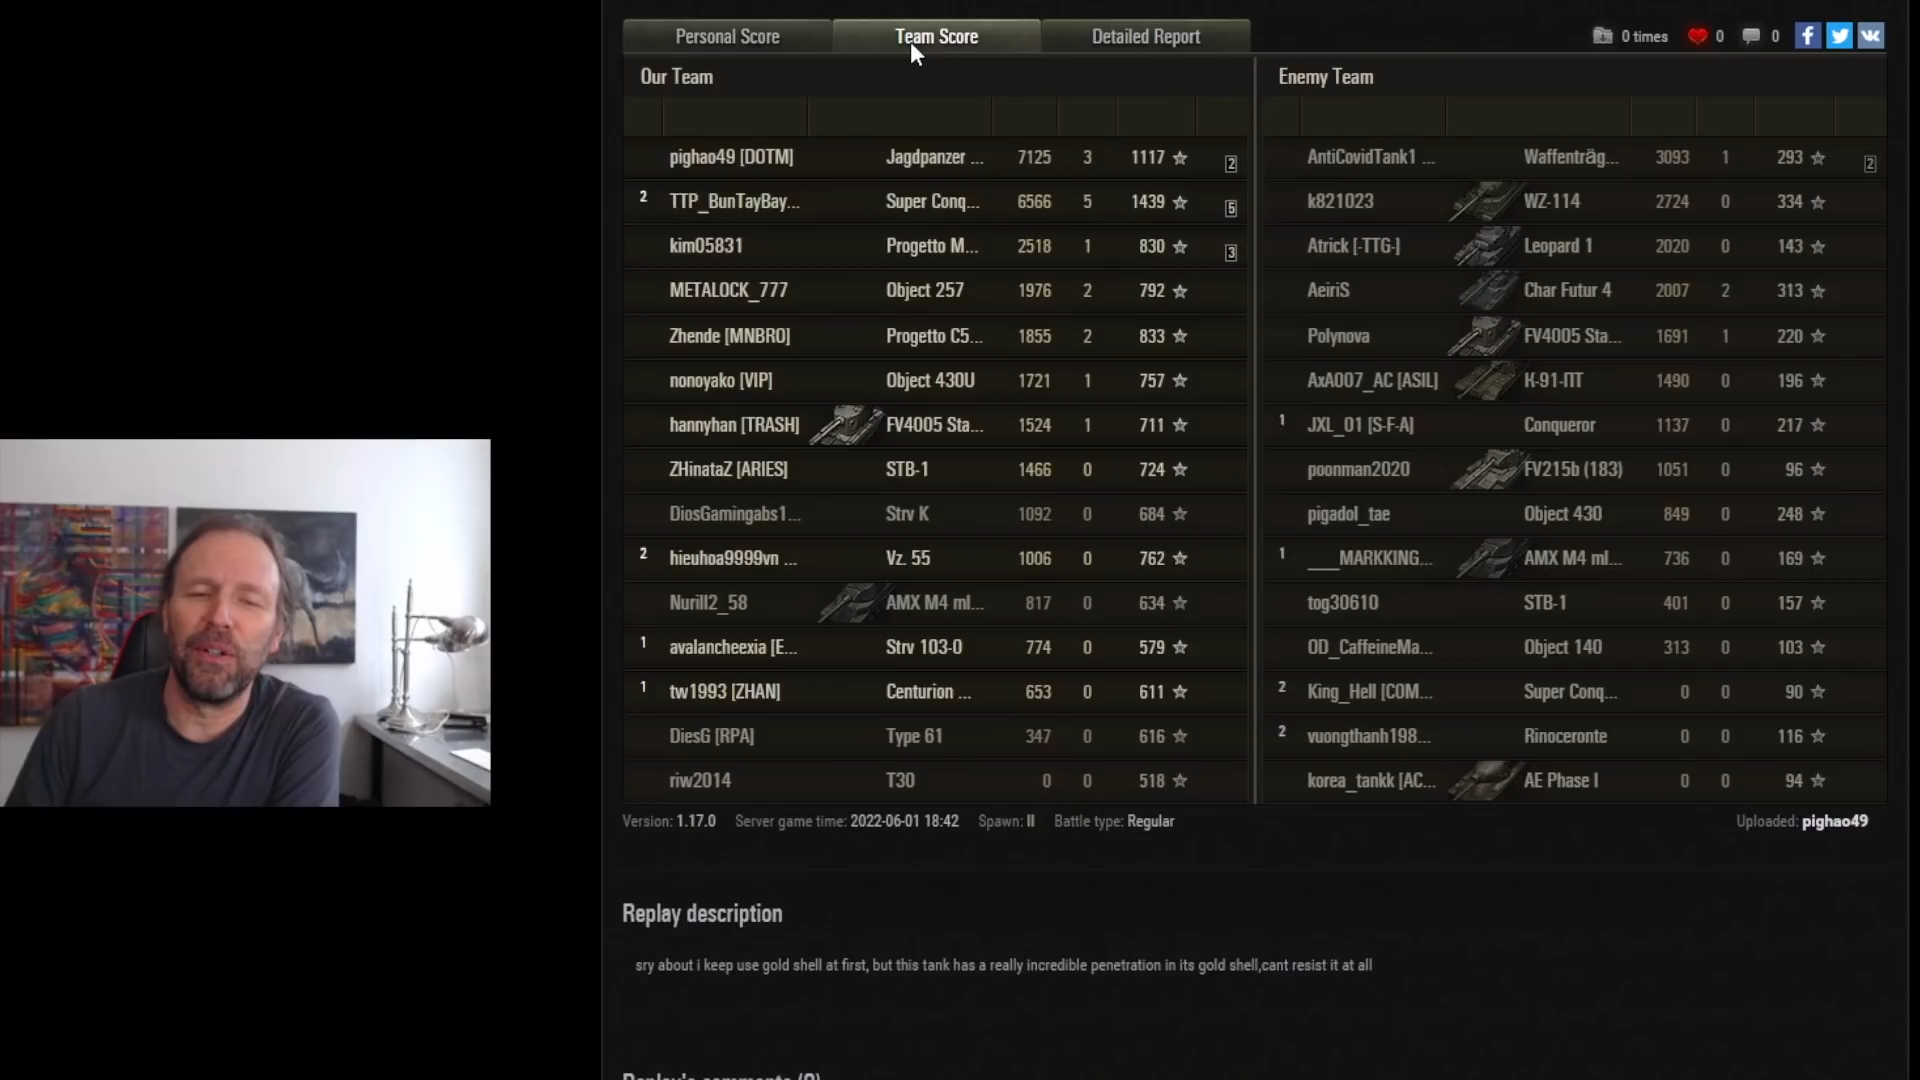 Personal Score Team Score Detailed Report 0 times 0 0
Our Team Enemy Team
pighao49 [DOTM] Jagdpanzer ... 7125 3 1117 2 AntiCovidTank1 ... Waffenträg... 3093 1 293 2
2 TTP_BunTayBay... Super Conq... 6566 5 1439 5 k821023 WZ-114 2724 0 334
kim05831 Progetto M... 2518 1 830 3 Atrick [-TTG-] Leopard 1 2020 0 143
METALOCK_777 Object 257 1976 2 792 AeiriS Char Futur 4 2007 2 313
Zhende [MNBRO] Progetto C5... 1855 2 833 Polynova FV4005 Sta... 1691 1 220
nonoyako [VIP] Object 430U 1721 1 757 AxA007_AC [ASIL] К-91-ПТ 1490 0 196
hannyhan [TRASH] FV4005 Sta... 1524 1 711 1 JXL_01 [S-F-A] Conqueror 1137 0 217
ZHinataZ [ARIES] STB-1 1466 0 724 poonman2020 FV215b (183) 1051 0 96
DiosGamingabs1... Strv K 1092 0 684 pigadol_tae Object 430 849 0 248
2 hieuhoa9999vn ... Vz. 55 1006 0 762 1 ___MARKKING... AMX M4 ml... 736 0 169
Nurill2_58 AMX M4 ml... 817 0 634 tog30610 STB-1 401 0 157
1 avalancheexia [E... Strv 103-0 774 0 579 OD_CaffeineMa... Object 140 313 0 103
1 tw1993 [ZHAN] Centurion ... 653 0 611 2 King_Hell [COM... Super Conq... 0 0 90
DiesG [RPA] Type 61 347 0 616 2 vuongthanh198... Rinoceronte 0 0 116
riw2014 T30 0 0 518 korea_tankk [AC... AE Phase I 0 0 94
Version: 1.17.0 Server game time: 2022-06-01 18:42 Spawn: II Battle type: Regular Uploaded: pighao49
Replay description
sry about i keep use gold shell at first, but this tank has a really incredible penetration in its gold shell,cant resist it at all
Replay's comments (0)